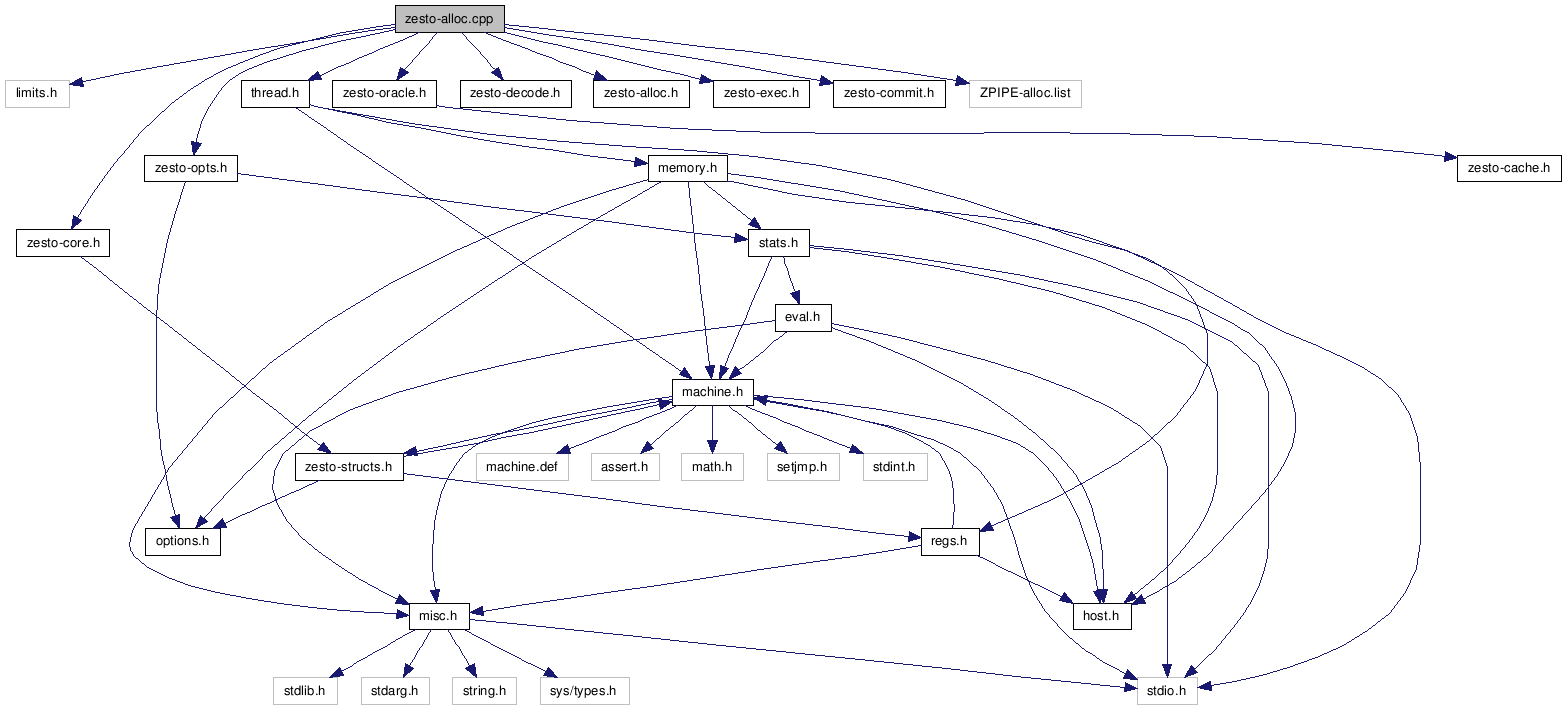 zesto-alloc.cpp
limits.h
thread.h
zesto-oracle.h
zesto-decode.h
zesto-alloc.h
zesto-exec.h
zesto-commit.h
ZPIPE-alloc.list
zesto-opts.h
memory.h
zesto-cache.h
zesto-core.h
stats.h
eval.h
machine.h
zesto-structs.h
machine.def
assert.h
math.h
setjmp.h
stdint.h
options.h
regs.h
misc.h
host.h
stdlib.h
stdarg.h
string.h
sys/types.h
stdio.h